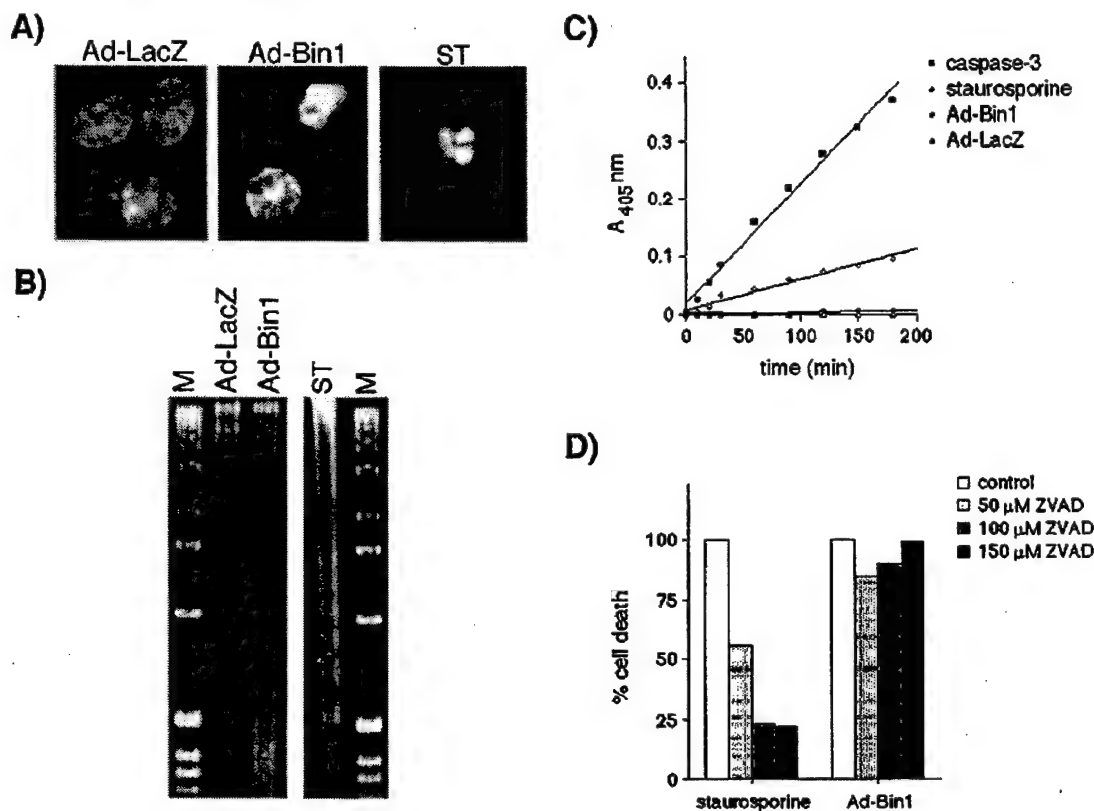 A)
Ad-LacZ
Ad-Bin1
ST
B)
M
Ad-LacZ
Ad-Bin1
ST
M
C)
caspase-3
staurosporine
Ad-Bin1
Ad-LacZ
0.4
0.3
0.2
0.1
0
A405nm
0 50 100 150 200
time (min)
D)
control
50 µM ZVAD
100 µM ZVAD
150 µM ZVAD
100
75
50
25
0
% cell death
staurosporine Ad-Bin1